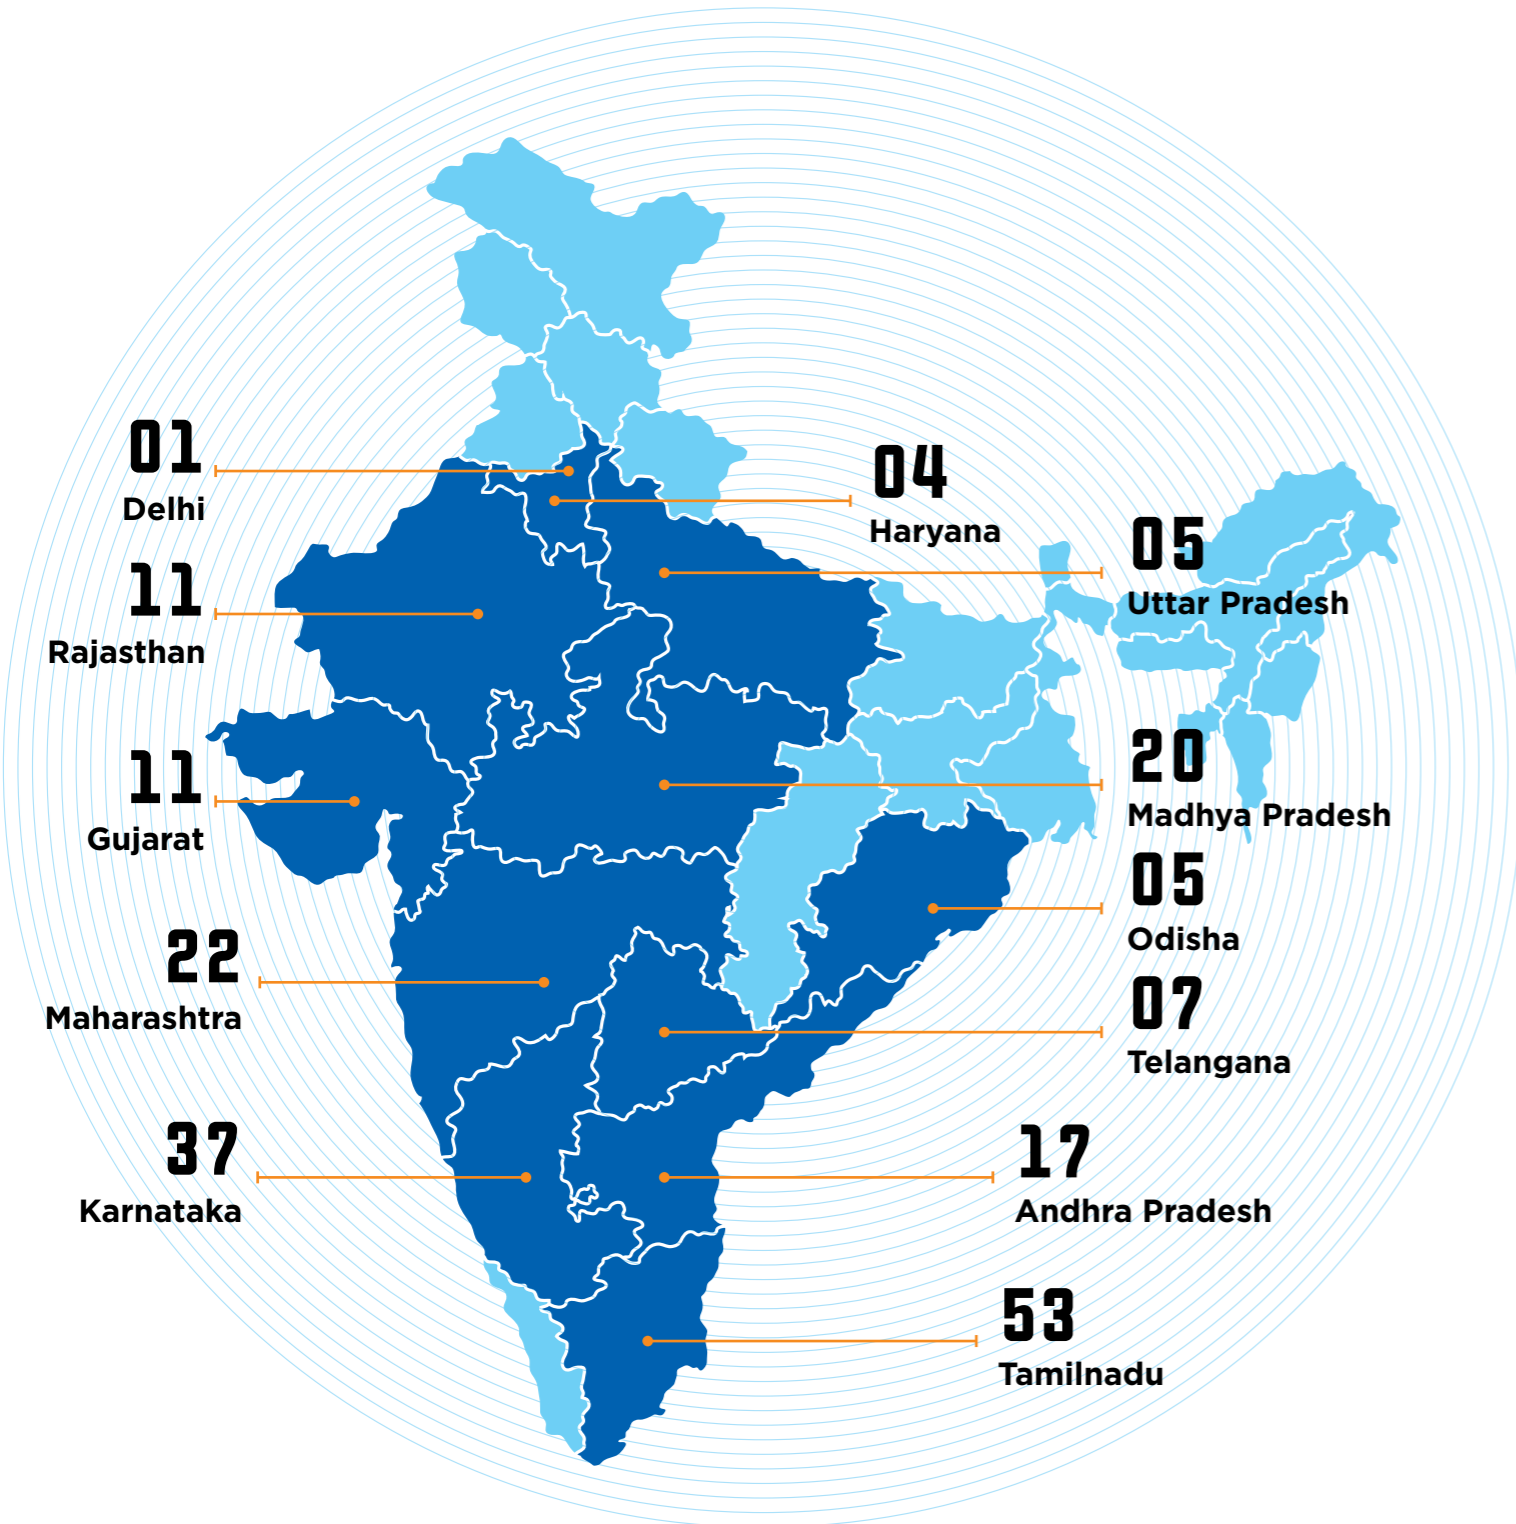 01
Delhi
04
Haryana
05
Uttar Pradesh
11
Rajasthan
11
Gujarat
20
Madhya Pradesh
05
Odisha
22
Maharashtra
07
Telangana
37
Karnataka
17
Andhra Pradesh
53
Tamilnadu